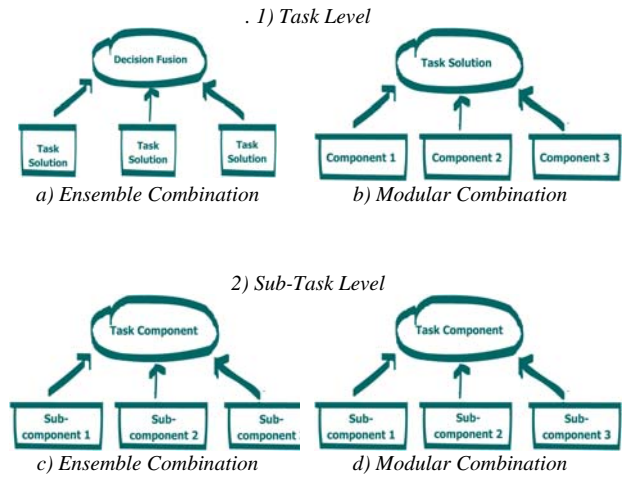 . 1) Task Level
Decision Fusion
Task
Solution
Task
Solution
Task
Solution
a) Ensemble Combination
Task Solution
Component 1
Component 2
Component 3
b) Modular Combination
2) Sub-Task Level
Task Component
Sub-
component 1
Sub-
component 2
Sub-
component
c) Ensemble Combination
Task Component
Sub-
component 1
Sub-
component 2
Sub-
component 3
d) Modular Combination